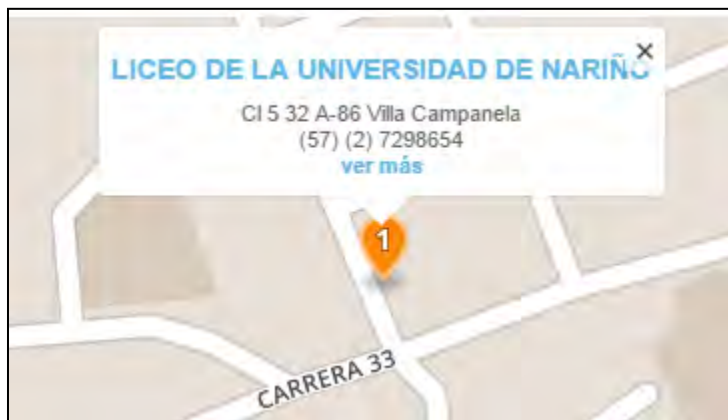 LICEO DE LA UNIVERSIDAD DE NARIÑO
×
Cl 5 32 A-86 Villa Campanela
(57) (2) 7298654
ver más
1
CARRERA 33